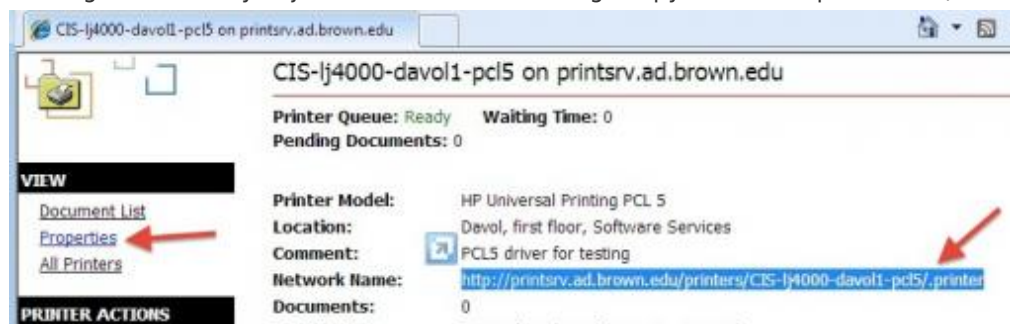 CIS-lj4000-davol1-pcl5 on printsrv.ad.brown.edu
CIS-lj4000-davol1-pcl5 on printsrv.ad.brown.edu
Printer Queue: Ready Waiting Time: 0
Pending Documents: 0
VIEW
Document List
Properties
All Printers
PRINTER ACTIONS
Printer Model: HP Universal Printing PCL 5
Location: Davol, first floor, Software Services
Comment: PCL5 driver for testing
Network Name: http://printsrv.ad.brown.edu/printers/CIS-lj4000-davol1-pcl5/.printer
Documents: 0